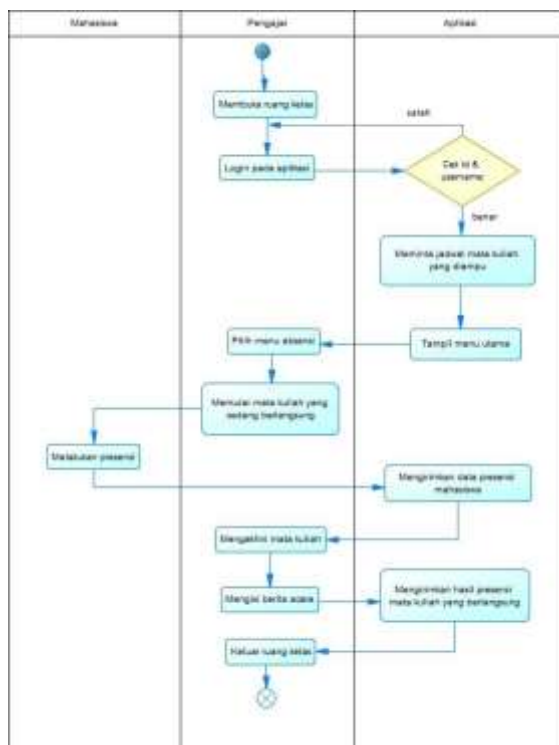 Mahasiswa
Pengajar
Aplikasi
Membuka ruang kelas
salah
Login pada aplikasi
Cek id &
username
benar
Meminta jadwal mata kuliah
yang diampu
Pilih menu absensi
Tampil menu utama
Memulai mata kuliah yang
sedang berlangsung
Melakukan presensi
Mengirimkan data presensi
mahasiswa
Mengakhiri mata kuliah
Mengisi berita acara
Mengirimkan hasil presensi
mata kuliah yang berlangsung
Keluar ruang kelas